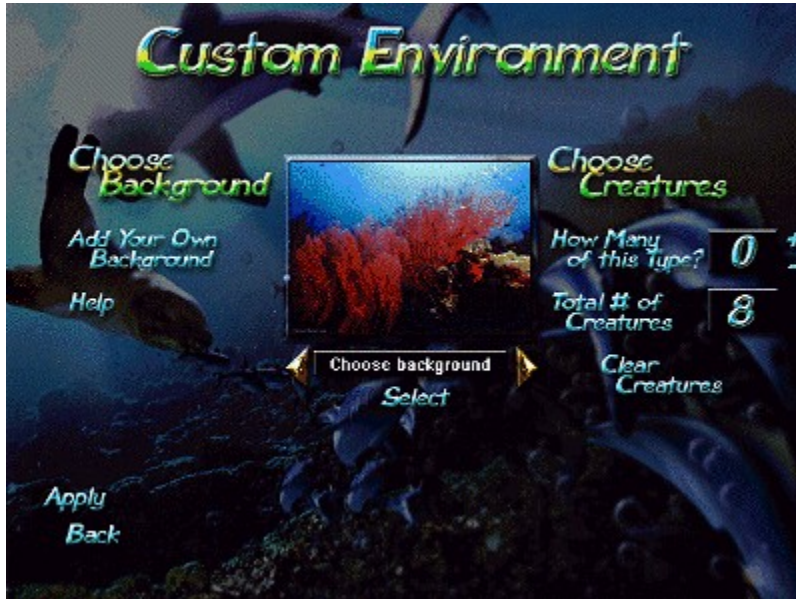 Custom Environment
Choose
Background
Add Your Own
Background
Help
Choose background
Select
Choose
Creatures
How Many
of this Type?
0
+
-
Total # of
Creatures
8
Clear
Creatures
Apply
Back